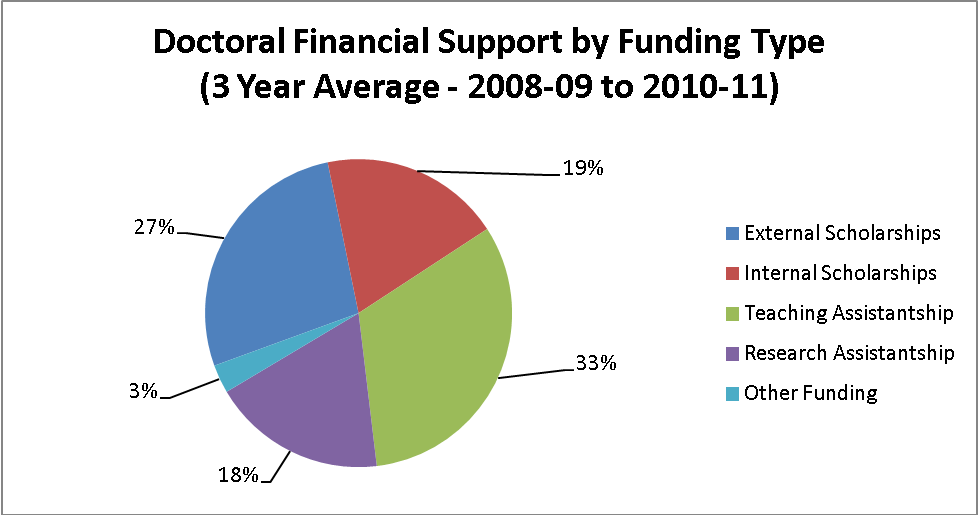 Doctoral Financial Support by Funding Type
(3 Year Average - 2008-09 to 2010-11)
19%
27%
33%
3%
18%
External Scholarships
Internal Scholarships
Teaching Assistantship
Research Assistantship
Other Funding